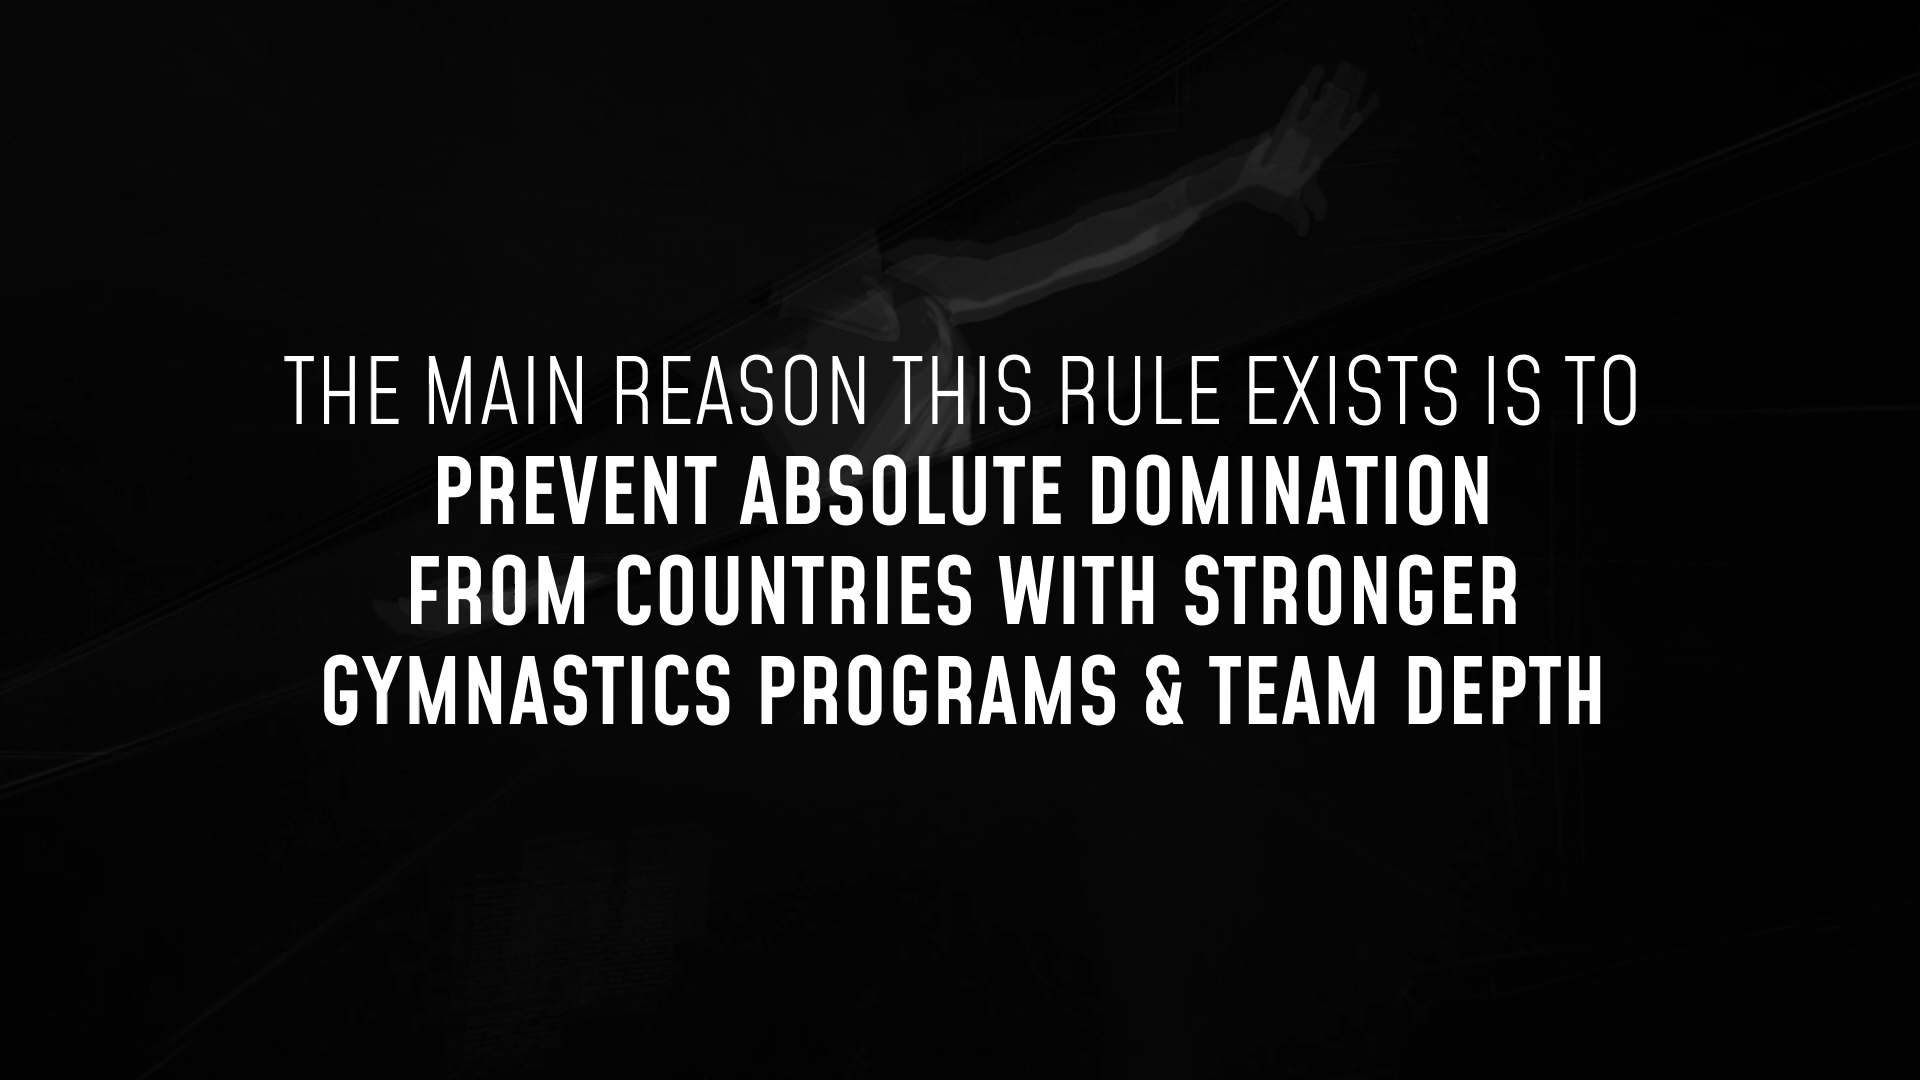 THE MAIN REASON THIS RULE EXISTS IS TO
PREVENT ABSOLUTE DOMINATION
FROM COUNTRIES WITH STRONGER
GYMNASTICS PROGRAMS & TEAM DEPTH